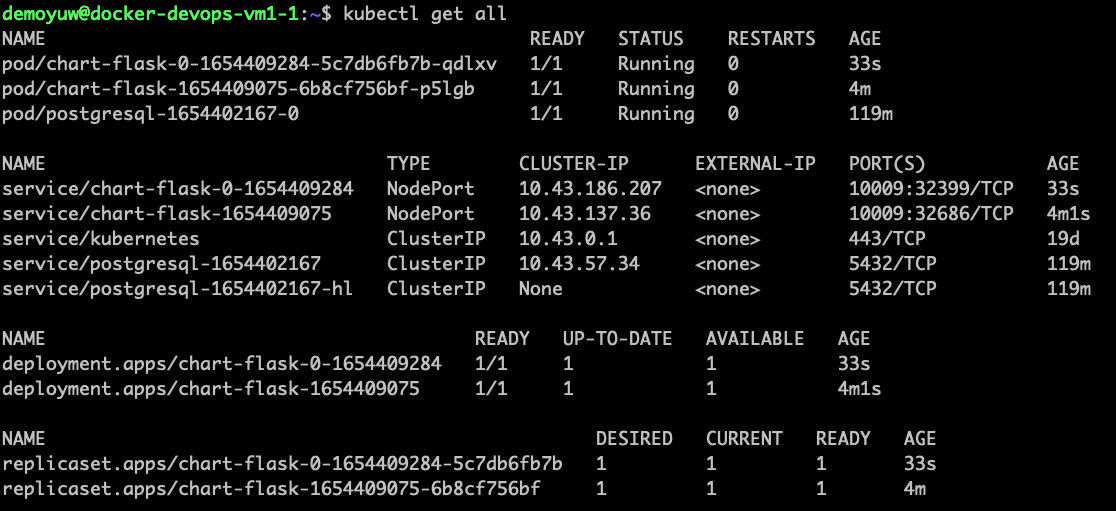 demoyuw@docker-devops-vm1-1:~$ kubectl get all
NAME READY STATUS RESTARTS AGE
pod/chart-flask-0-1654409284-5c7db6fb7b-qdlxv 1/1 Running 0 33s
pod/chart-flask-1654409075-6b8cf756bf-p5lgb 1/1 Running 0 4m
pod/postgresql-1654402167-0 1/1 Running 0 119m
NAME TYPE CLUSTER-IP EXTERNAL-IP PORT(S) AGE
service/chart-flask-0-1654409284 NodePort 10.43.186.207 <none> 10009:32399/TCP 33s
service/chart-flask-1654409075 NodePort 10.43.137.36 <none> 10009:32686/TCP 4m1s
service/kubernetes ClusterIP 10.43.0.1 <none> 443/TCP 19d
service/postgresql-1654402167 ClusterIP 10.43.57.34 <none> 5432/TCP 119m
service/postgresql-1654402167-hl ClusterIP None <none> 5432/TCP 119m
NAME READY UP-TO-DATE AVAILABLE AGE
deployment.apps/chart-flask-0-1654409284 1/1 1 1 33s
deployment.apps/chart-flask-1654409075 1/1 1 1 4m1s
NAME DESIRED CURRENT READY AGE
replicaset.apps/chart-flask-0-1654409284-5c7db6fb7b 1 1 1 33s
replicaset.apps/chart-flask-1654409075-6b8cf756bf 1 1 1 4m